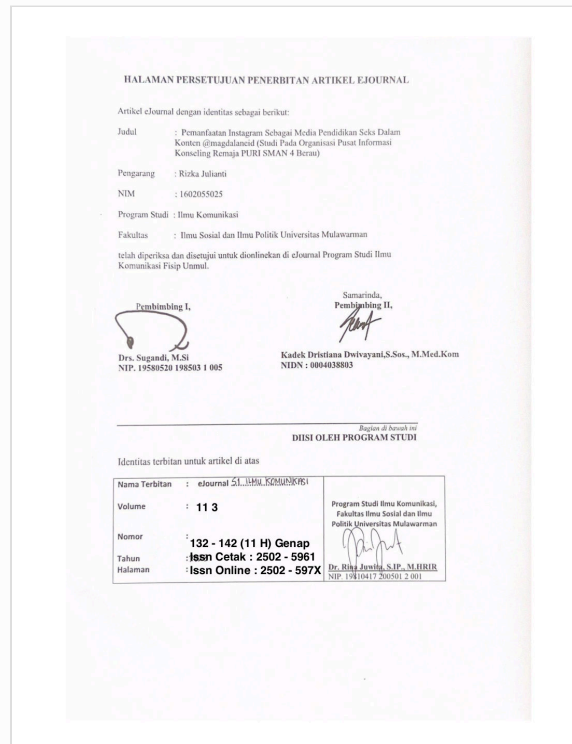 HALAMAN PERSETUJUAN PENERBITAN ARTIKEL EJOURNAL
Artikel eJournal dengan identitas sebagai berikut:
Judul : Pemanfaatan Instagram Sebagai Media Pendidikan Seks Dalam
Konten @magdalaneid (Studi Pada Organisasi Pusat Informasi
Konseling Remaja PURI SMAN 4 Berau)
Pengarang : Rizka Julianti
NIM : 1602055025
Program Studi : Ilmu Komunikasi
Fakultas : Ilmu Sosial dan Ilmu Politik Universitas Mulawarman
telah diperiksa dan disetujui untuk dionlinekan di eJournal Program Studi Ilmu
Komunikasi Fisip Unmul.
Pembimbing I,
Drs. Sugandi, M.Si
NIP. 19580520 198503 1 005
Samarinda,
Pembimbing II,
Kadek Dristiana Dwivayani,S.Sos., M.Med.Kom
NIDN : 0004038803
Bagian di bawah ini
DIISI OLEH PROGRAM STUDI
Identitas terbitan untuk artikel di atas
Nama Terbitan : eJournal S1 ILMU KOMUNIKASI
Volume : 11 3
Nomor :
132 - 142 (11 H) Genap
Tahun : Issn Cetak : 2502 - 5961
Halaman : Issn Online : 2502 - 597X
Program Studi Ilmu Komunikasi,
Fakultas Ilmu Sosial dan Ilmu
Politik Universitas Mulawarman
Dr. Rina Juwita, S.IP., M.HRIR
NIP. 19810417 200501 2 001